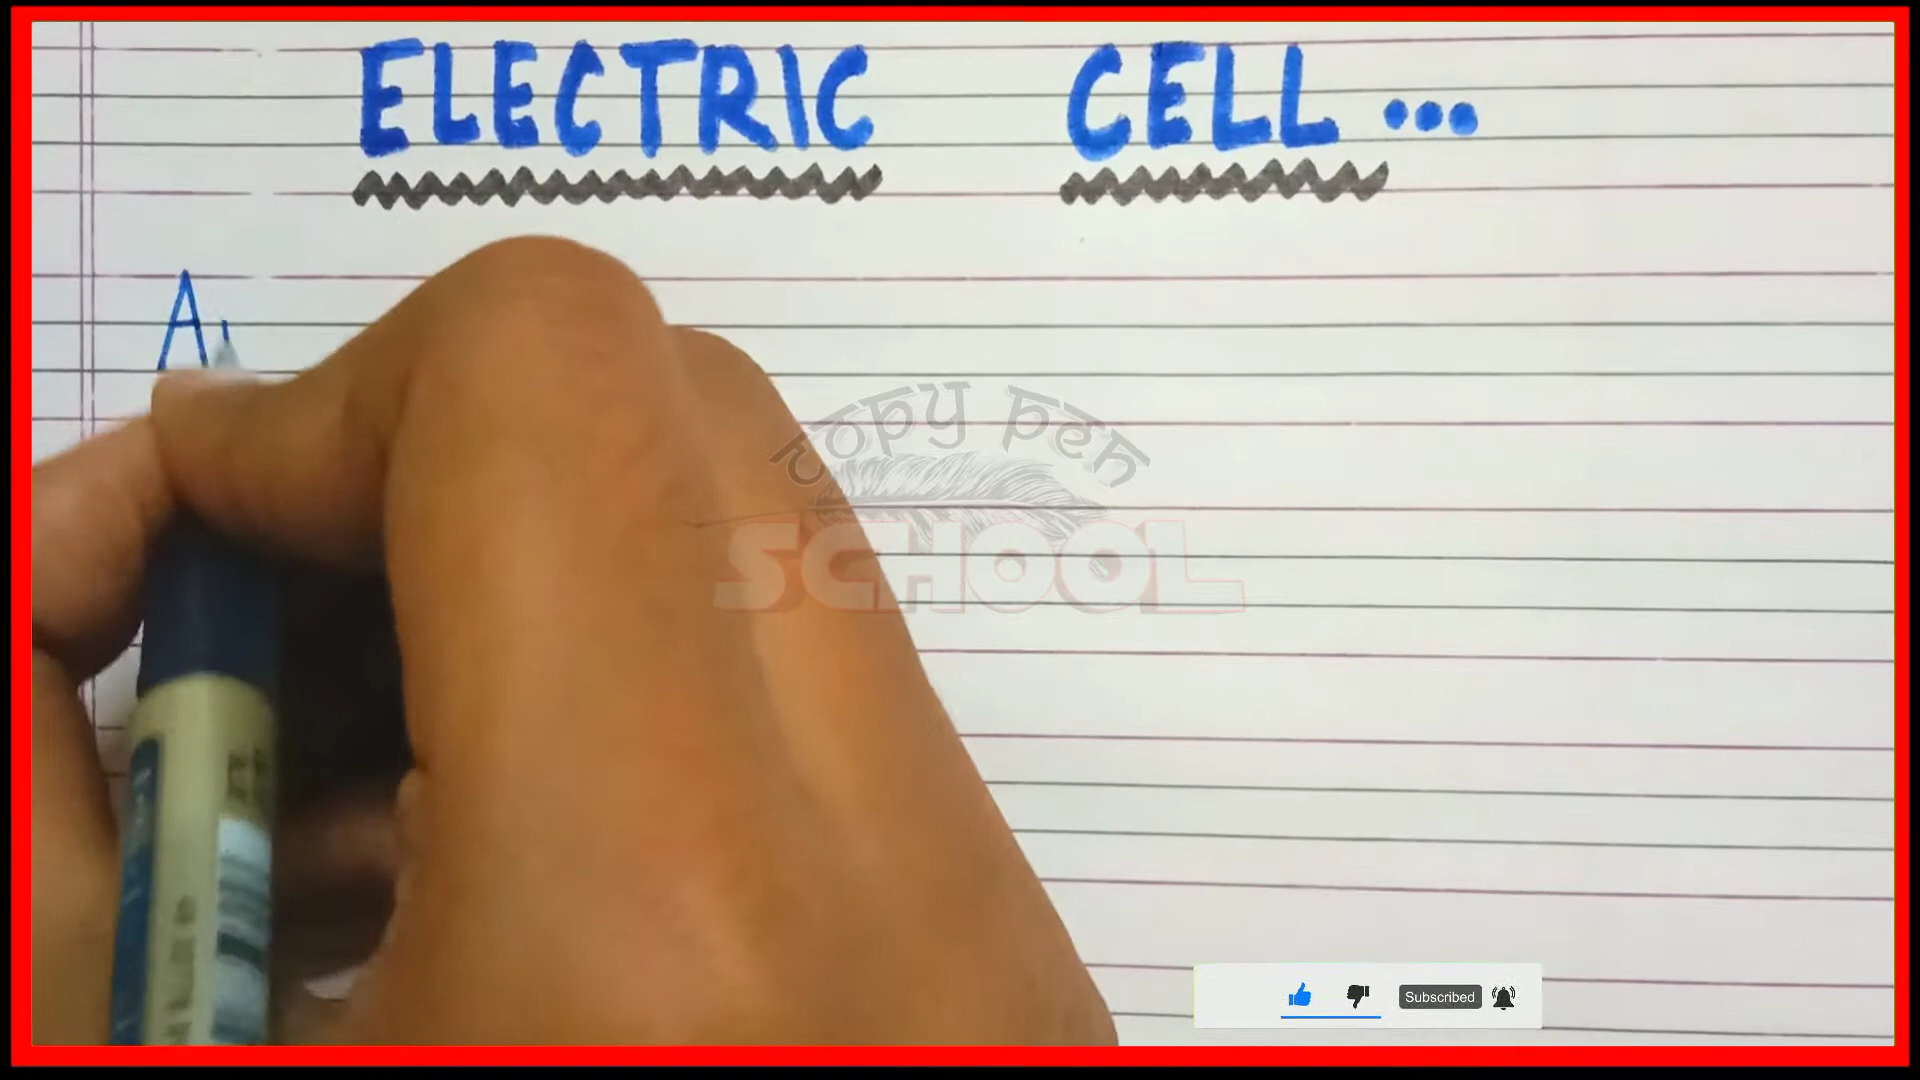 ELECTRIC CELL ...
A
copy pen
SCHOOL
Subscribed